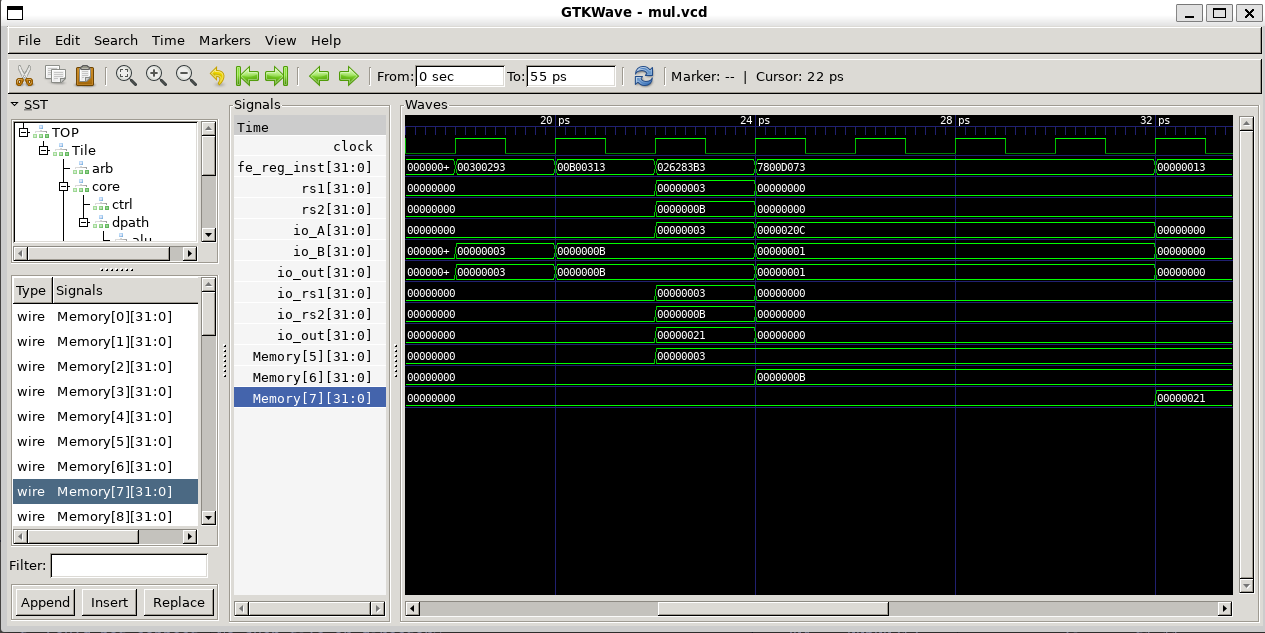 GTKWave - mul.vcd
File Edit Search Time Markers View Help
From: 0 sec To: 55 ps Marker: -- | Cursor: 22 ps
SST
TOP
Tile
arb
core
ctrl
dpath
alu
Type Signals
wire Memory[0][31:0]
wire Memory[1][31:0]
wire Memory[2][31:0]
wire Memory[3][31:0]
wire Memory[4][31:0]
wire Memory[5][31:0]
wire Memory[6][31:0]
wire Memory[7][31:0]
wire Memory[8][31:0]
Filter:
Append Insert Replace
Signals
Time
clock
fe_reg_inst[31:0]
rs1[31:0]
rs2[31:0]
io_A[31:0]
io_B[31:0]
io_out[31:0]
io_rs1[31:0]
io_rs2[31:0]
io_out[31:0]
Memory[5][31:0]
Memory[6][31:0]
Memory[7][31:0]
Waves
20 ps 24 ps 28 ps 32 ps
000000+ 00300293 00B00313 026283B3 7800D073 00000013
00000000 00000003 00000000
00000000 0000000B 00000000
00000000 00000003 0000020C 00000000
000000+ 00000003 0000000B 00000001 00000000
000000+ 00000003 0000000B 00000001 00000000
00000000 00000003 00000000
00000000 0000000B 00000000
00000000 00000021 00000000
00000000 00000003
00000000 0000000B
00000000 00000021